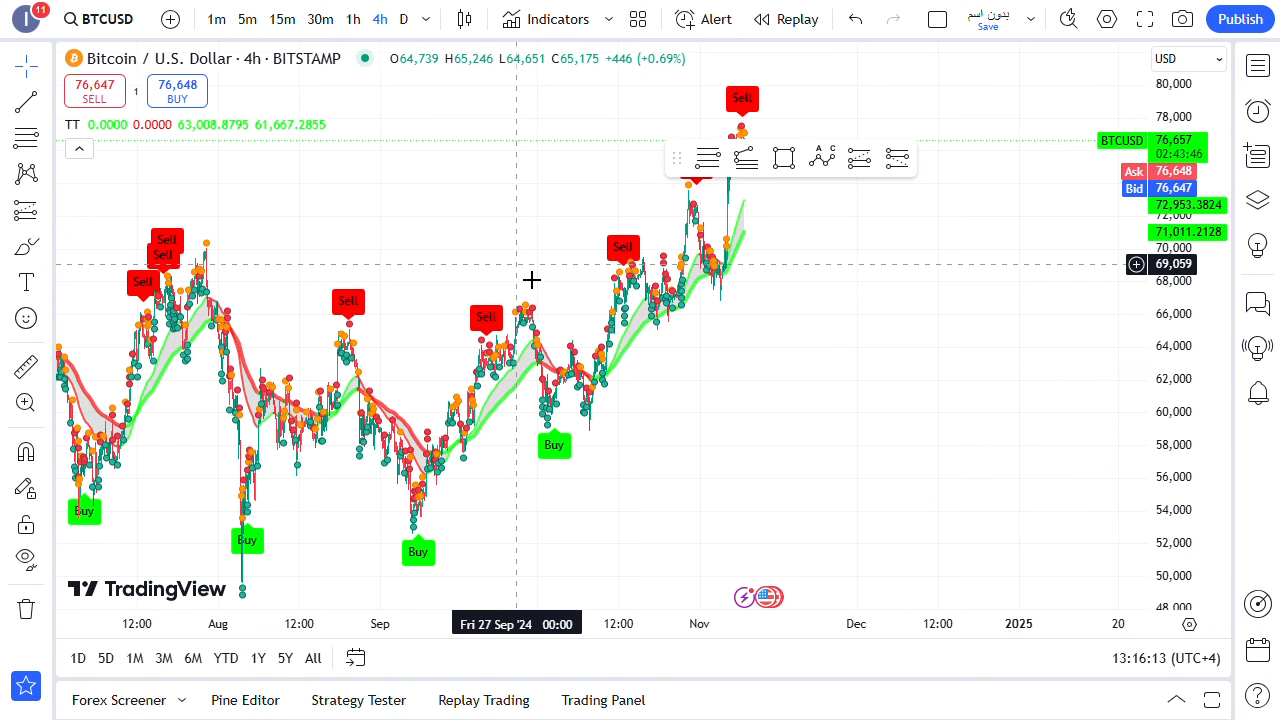 I
11
BTCUSD
1m 5m 15m 30m 1h 4h D
Indicators
Alert
Replay
بدون اسم
Save
Publish
Bitcoin / U.S. Dollar · 4h · BITSTAMP
O64,739 H65,246 L64,651 C65,175 +446 (+0.69%)
USD
76,647
SELL
1
76,648
BUY
TT 0.0000 0.0000 63,008.8795 61,667.2855
A C
B
80,000
78,000
BTCUSD 76,657
02:43:46
Ask 76,648
Bid 76,647
72,953.3824
72,000
71,011.2128
70,000
69,059
68,000
66,000
64,000
62,000
60,000
58,000
56,000
54,000
52,000
50,000
48,000
Sell
Sell
Sell
Sell
Sell
Sell
Sell
Buy
Buy
Buy
Buy
TradingView
12:00 Aug 12:00 Sep Fri 27 Sep '24 00:00 12:00 Nov Dec 12:00 2025 20
1D 5D 1M 3M 6M YTD 1Y 5Y All
13:16:13 (UTC+4)
Forex Screener Pine Editor Strategy Tester Replay Trading Trading Panel